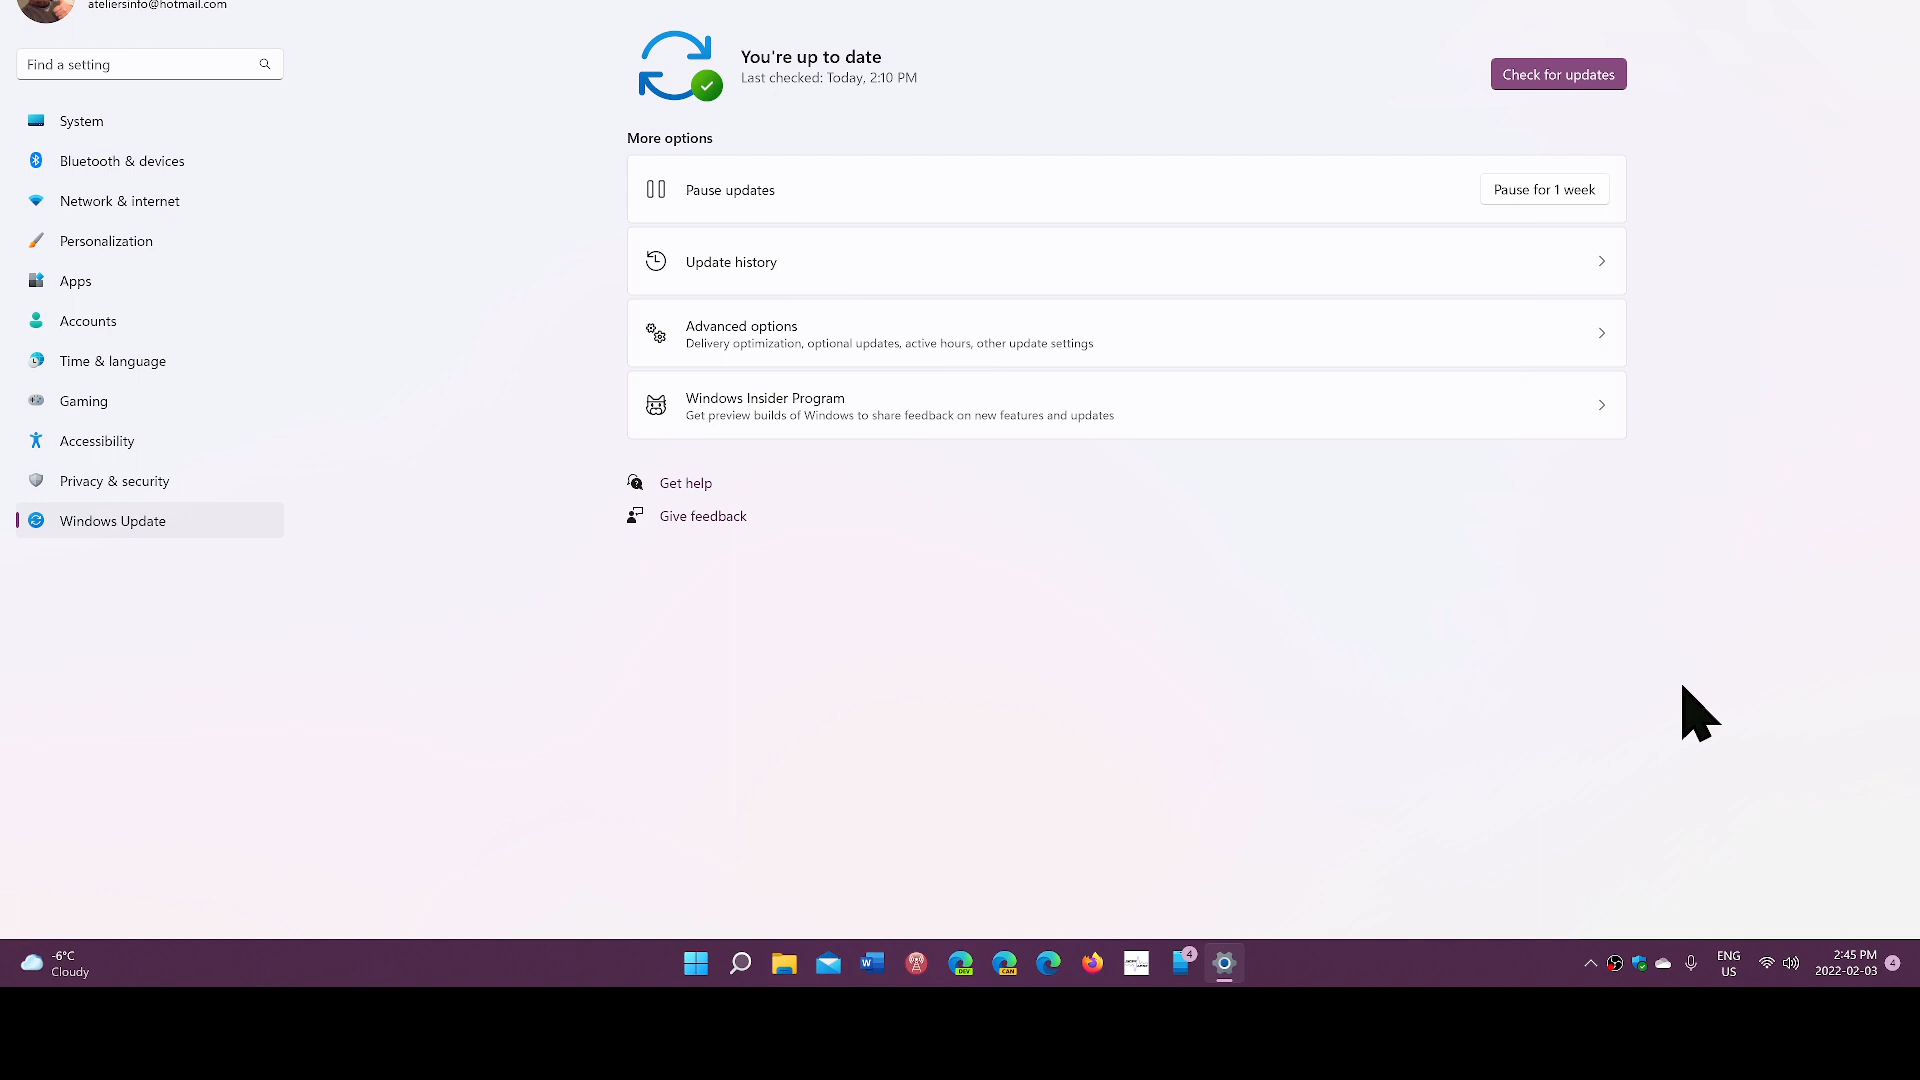 ateliersinfo@hotmail.com
Find a setting
System
Bluetooth & devices
Network & internet
Personalization
Apps
Accounts
Time & language
Gaming
Accessibility
Privacy & security
Windows Update
You're up to date
Last checked: Today, 2:10 PM
Check for updates
More options
Pause updates
Pause for 1 week
Update history
Advanced options
Delivery optimization, optional updates, active hours, other update settings
Windows Insider Program
Get preview builds of Windows to share feedback on new features and updates
Get help
Give feedback
-6°C
Cloudy
W
DEV
CAN
4
ENG
US
2:45 PM
2022-02-03
4